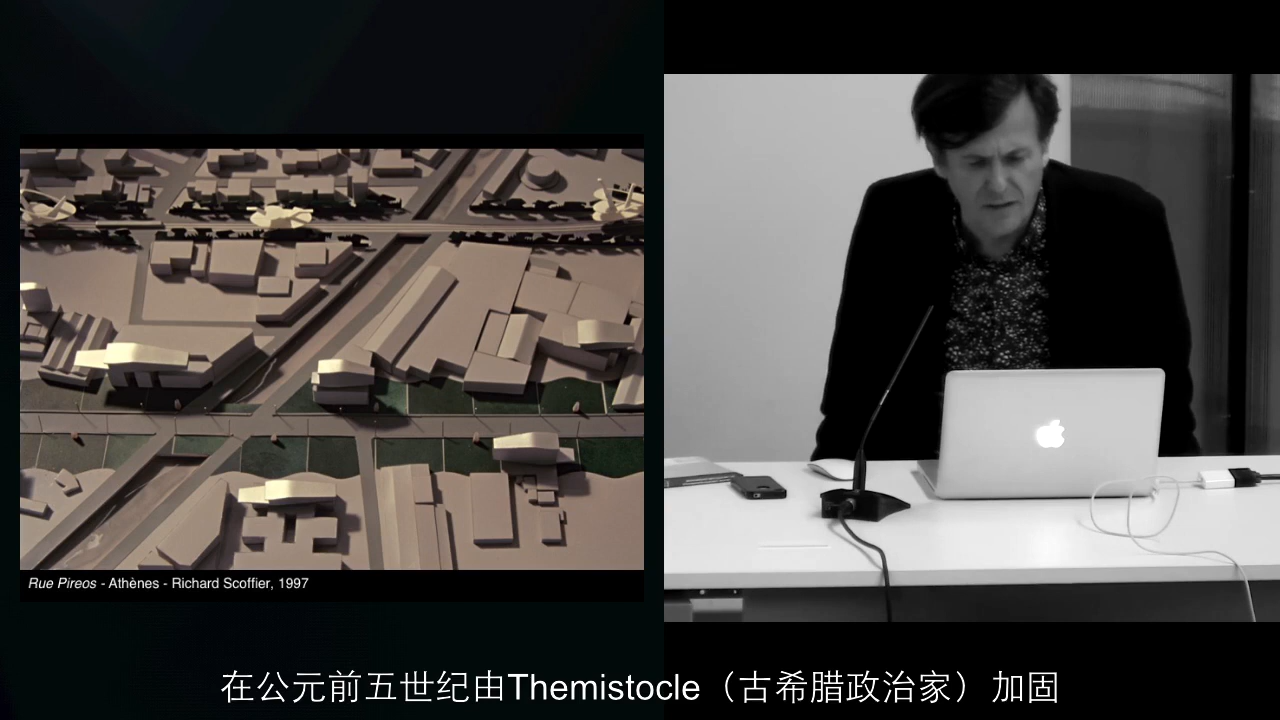 Rue Pireos - Athènes - Richard Scoffier, 1997
在公元前五世纪由Themistocle（古希腊政治家）加固